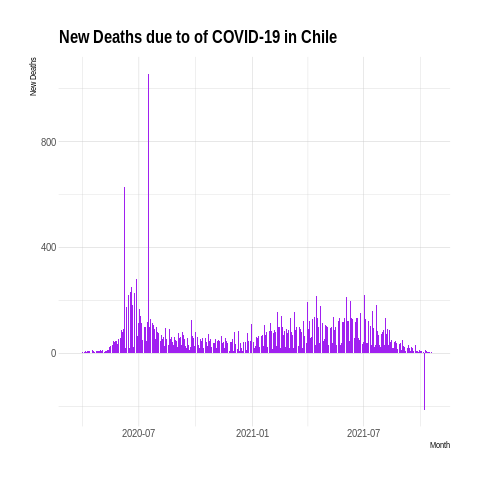 New Deaths due to of COVID-19 in Chile
New Deaths
800
400
0
2020-07
2021-01
2021-07
Month